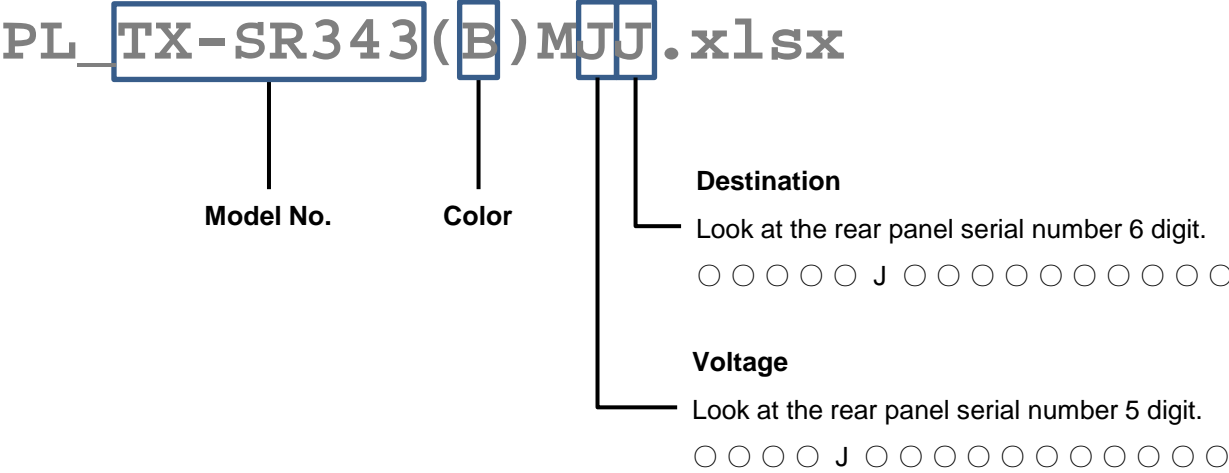 PL_TX-SR343(B)MJJ.xlsx
Model No.
Color
Destination
Look at the rear panel serial number 6 digit.
○○○○○ J ○○○○○○○○○○
Voltage
Look at the rear panel serial number 5 digit.
○○○○ J ○○○○○○○○○○○